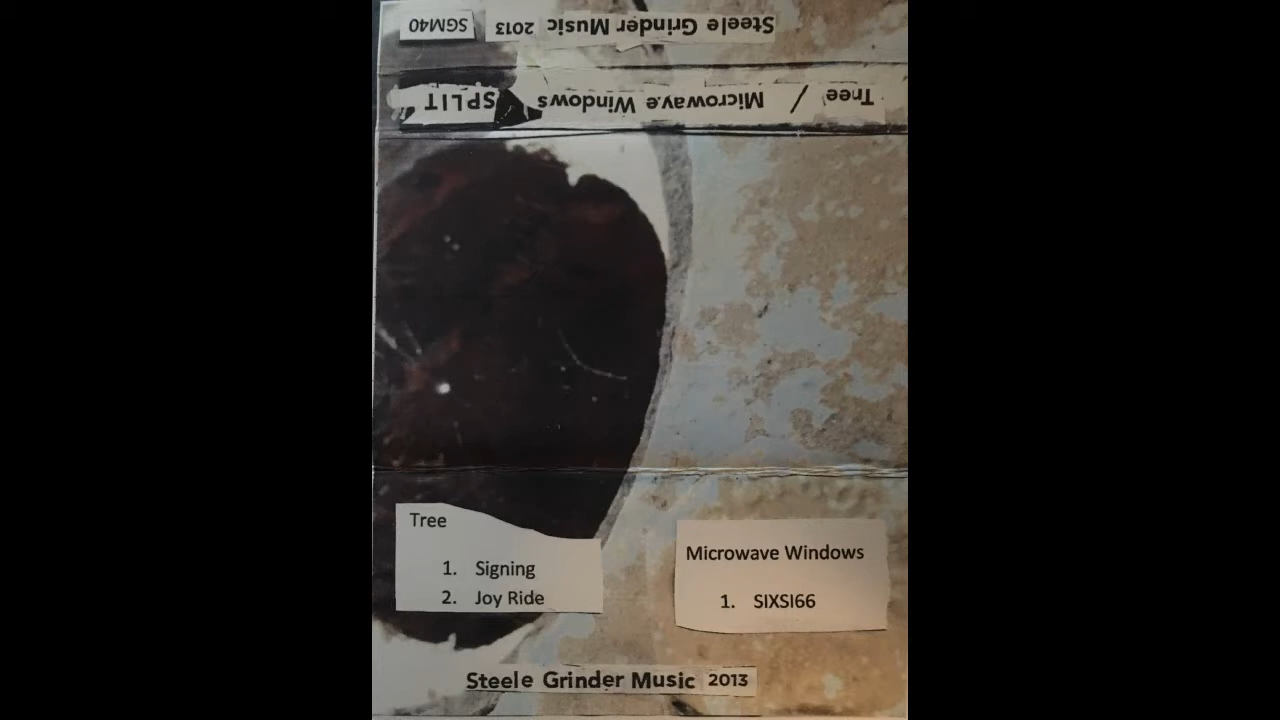 Steele Grinder Music 2013 SGM40
Tree / Microwave Windows SPLIT
Tree
1. Signing
2. Joy Ride
Microwave Windows
1. SIXSI66
Steele Grinder Music 2013